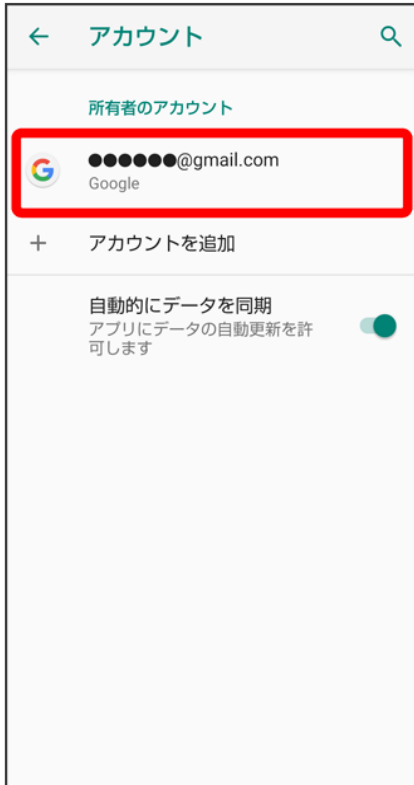 アカウント
所有者のアカウント
●●●●●●@gmail.com
Google
アカウントを追加
自動的にデータを同期
アプリにデータの自動更新を許
可します